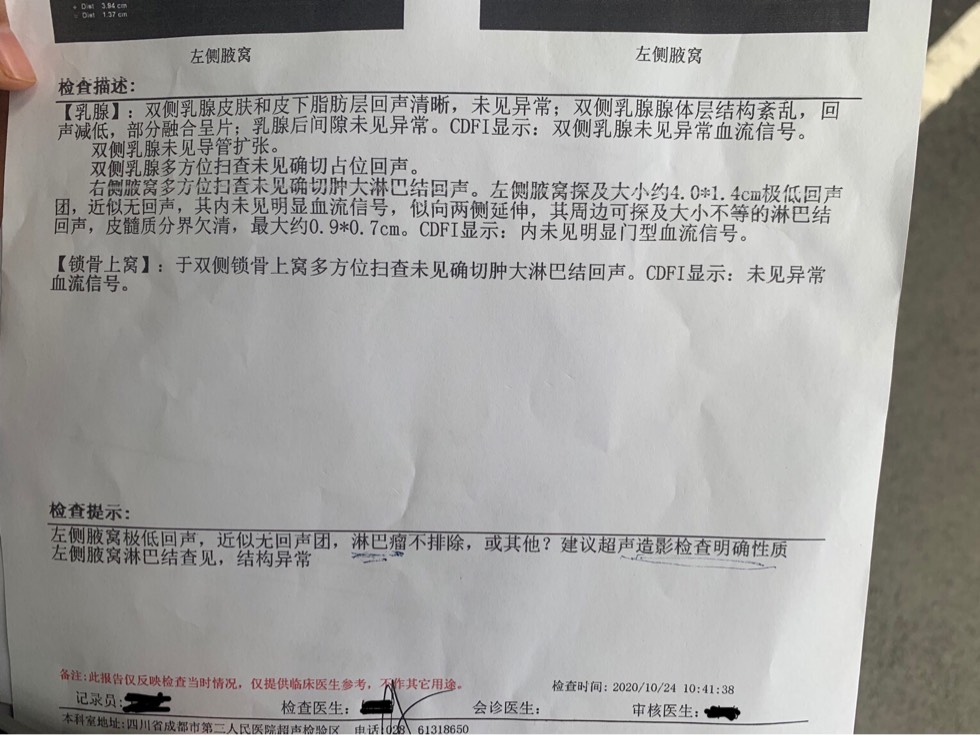 Dist 3.84 cm
Dist 1.37 cm
左侧腋窝
左侧腋窝
检查描述:
【乳腺】：双侧乳腺皮肤和皮下脂肪层回声清晰，未见异常；双侧乳腺腺体层结构紊乱，回
声减低，部分融合呈片；乳腺后间隙未见异常。CDFI显示：双侧乳腺未见异常血流信号。
双侧乳腺未见导管扩张。
双侧乳腺多方位扫查未见确切占位回声。
右侧腋窝多方位扫查未见确切肿大淋巴结回声。左侧腋窝探及大小约4.0*1.4cm极低回声
团，近似无回声，其内未见明显血流信号，似向两侧延伸，其周边可探及大小不等的淋巴结
回声，皮髓质分界欠清，最大约0.9*0.7cm。CDFI显示：内未见明显门型血流信号。
【锁骨上窝】：于双侧锁骨上窝多方位扫查未见确切肿大淋巴结回声。CDFI显示：未见异常
血流信号。
检查提示:
左侧腋窝极低回声，近似无回声团，淋巴瘤不排除，或其他？建议超声造影检查明确性质
左侧腋窝淋巴结查见，结构异常
备注:此报告仅反映检查当时情况，仅提供临床医生参考，不作其它用途。
检查时间: 2020/10/24 10:41:38
记录员:
检查医生:
会诊医生:
审核医生:
本科室地址:四川省成都市第三人民医院超声检验区 电话:028 61318650